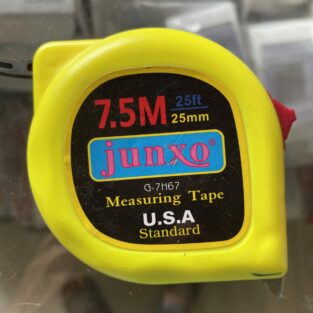 7.5M 25ft
25mm
junxo®
G-7H67
Measuring Tape
U.S.A
Standard